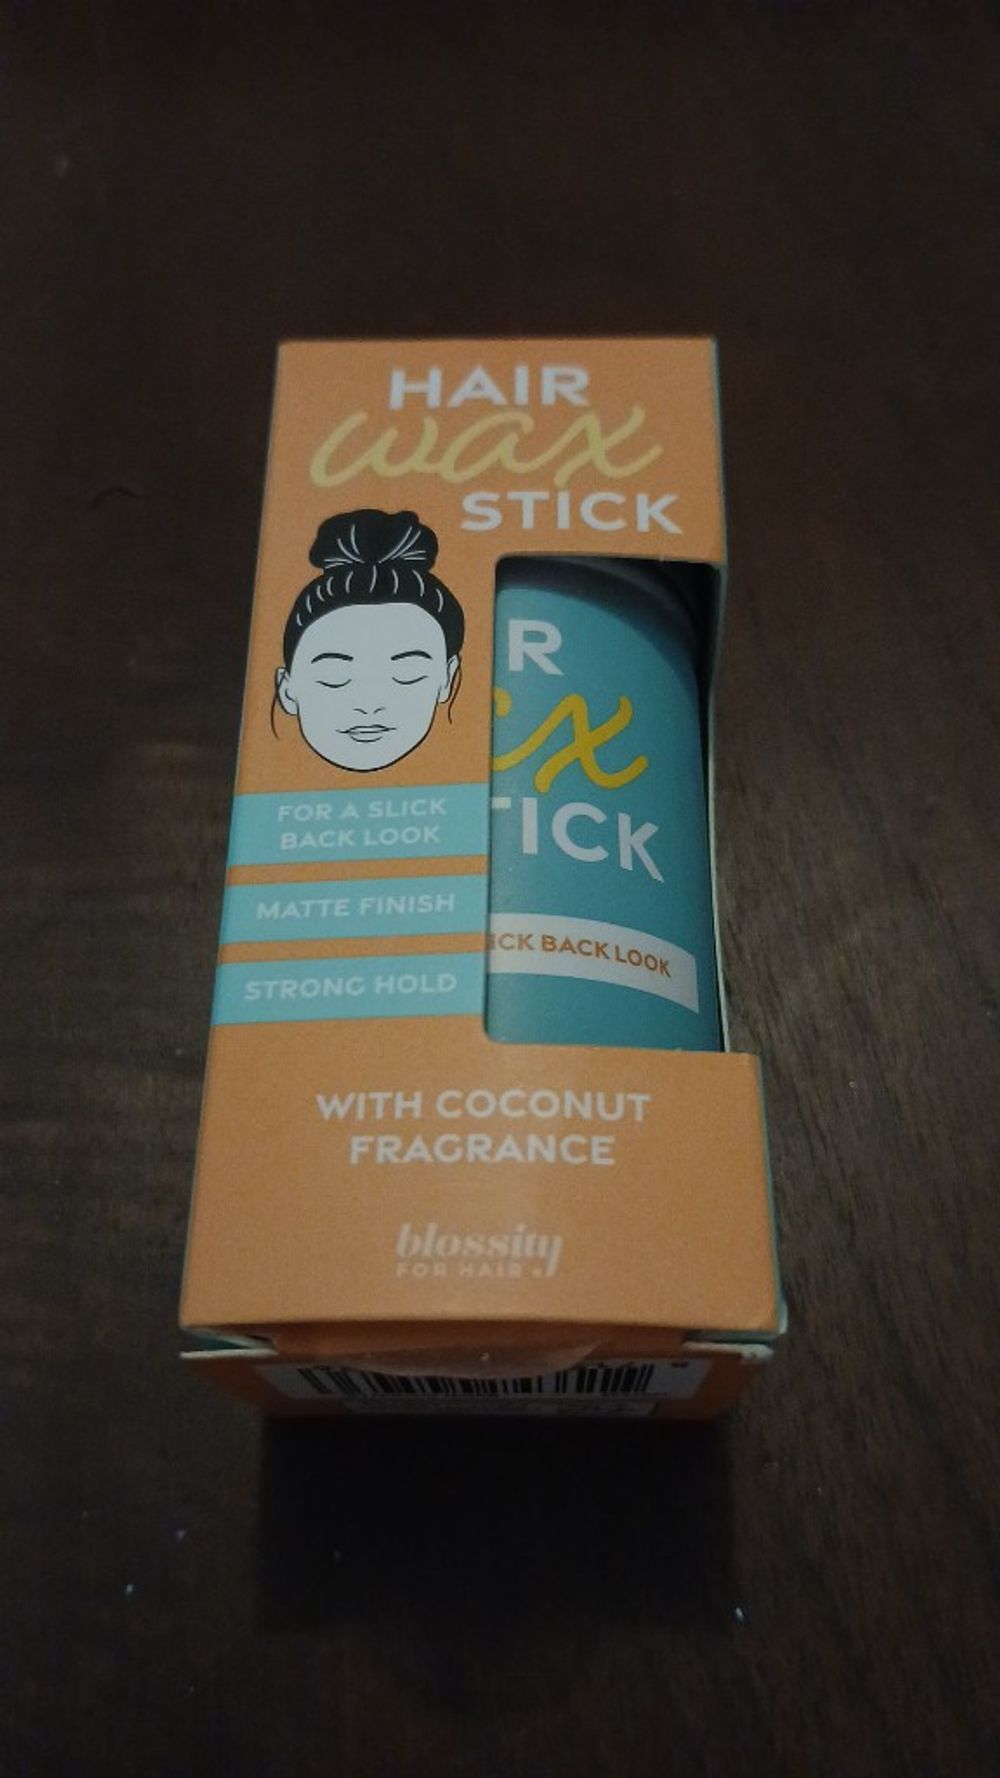 HAIR
wax
STICK
FOR A SLICK
BACK LOOK
MATTE FINISH
STRONG HOLD
R
x
TICK
ICK BACK LOOK
WITH COCONUT
FRAGRANCE
blossity
FOR HAIR